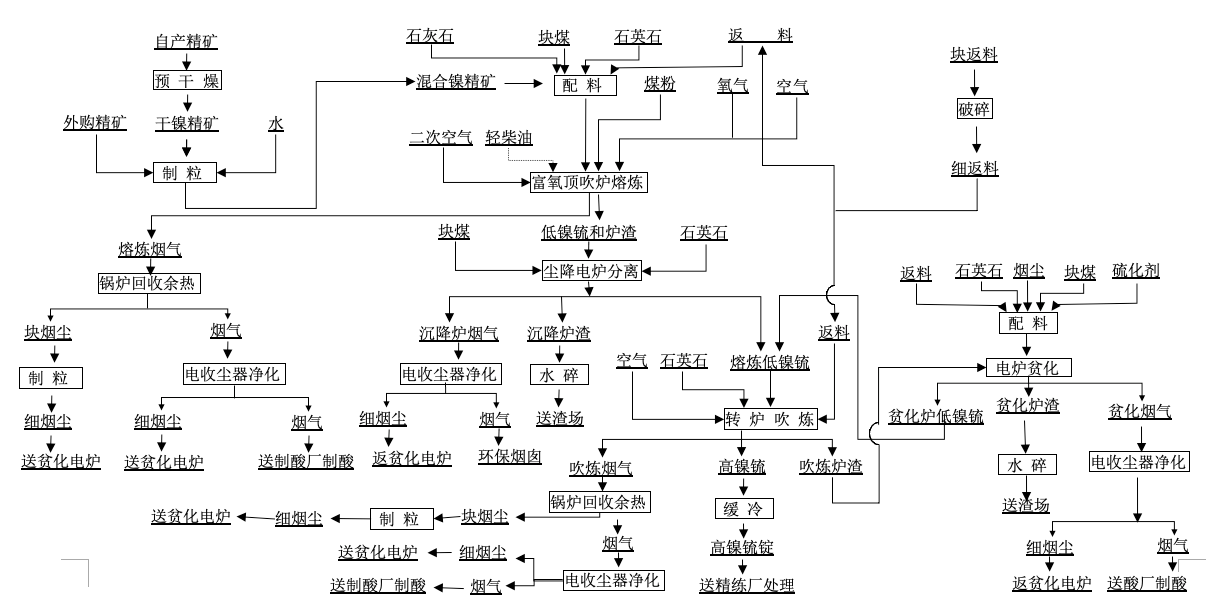 自产精矿
预 干 燥
外购精矿
干镍精矿
水
制 粒
石灰石
块煤
石英石
返 料
混合镍精矿
配 料
煤粉
氧气
空气
二次空气
轻柴油
富氧顶吹炉熔炼
块返料
破碎
细返料
块煤
低镍硫和炉渣
石英石
尘降电炉分离
熔炼烟气
锅炉回收余热
块烟尘
烟气
制 粒
电收尘器净化
细烟尘
细烟尘
烟气
送贫化电炉
送贫化电炉
送制酸厂制酸
沉降炉烟气
沉降炉渣
电收尘器净化
水 碎
细烟尘
烟气
送渣场
返贫化电炉
环保烟囱
空气
石英石
熔炼低镍硫
返料
转 炉 吹 炼
返料
石英石
烟尘
块煤
硫化剂
配 料
电炉贫化
贫化炉低镍硫
贫化炉渣
贫化烟气
水 碎
电收尘器净化
送渣场
细烟尘
烟气
返贫化电炉
送酸厂制酸
吹炼烟气
高镍硫
吹炼炉渣
锅炉回收余热
缓 冷
送贫化电炉
细烟尘
制 粒
块烟尘
烟气
高镍硫锭
送贫化电炉
细烟尘
电收尘器净化
送制酸厂制酸
烟气
送精练厂处理